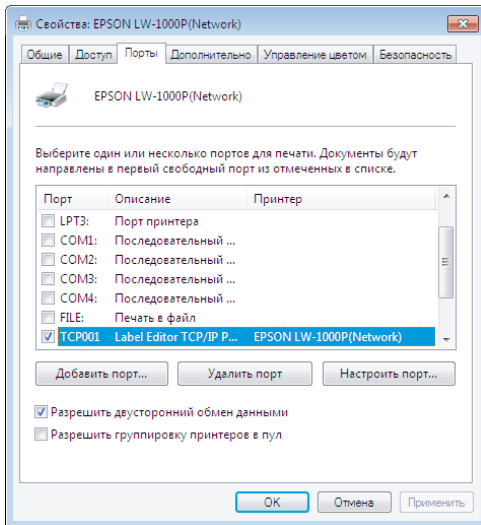 Свойства: EPSON LW-1000P(Network)
Общие Доступ Порты Дополнительно Управление цветом Безопасность
EPSON LW-1000P(Network)
Выберите один или несколько портов для печати. Документы будут
направлены в первый свободный порт из отмеченных в списке.
Порт Описание Принтер
LPT3: Порт принтера
COM1: Последовательный ...
COM2: Последовательный ...
COM3: Последовательный ...
COM4: Последовательный ...
FILE: Печать в файл
TCP001 Label Editor TCP/IP P... EPSON LW-1000P(Network)
Добавить порт... Удалить порт Настроить порт...
Разрешить двусторонний обмен данными
Разрешить группировку принтеров в пул
OK Отмена Применить